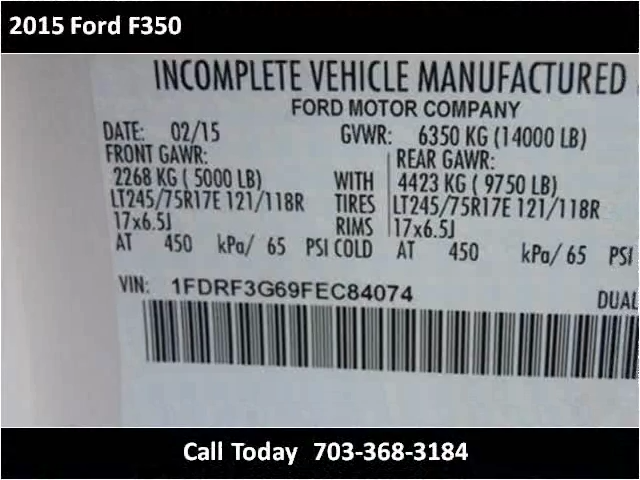 2015 Ford F350
INCOMPLETE VEHICLE MANUFACTURED
FORD MOTOR COMPANY
DATE: 02/15 GVWR: 6350 KG (14000 LB)
FRONT GAWR: REAR GAWR:
2268 KG ( 5000 LB) WITH 4423 KG ( 9750 LB)
LT245/75R17E 121/118R TIRES LT245/75R17E 121/118R
17x6.5J RIMS 17x6.5J
AT 450 kPa/ 65 PSI COLD AT 450 kPa/ 65 PSI
VIN: 1FDRF3G69FEC84074
DUAL
Call Today 703-368-3184